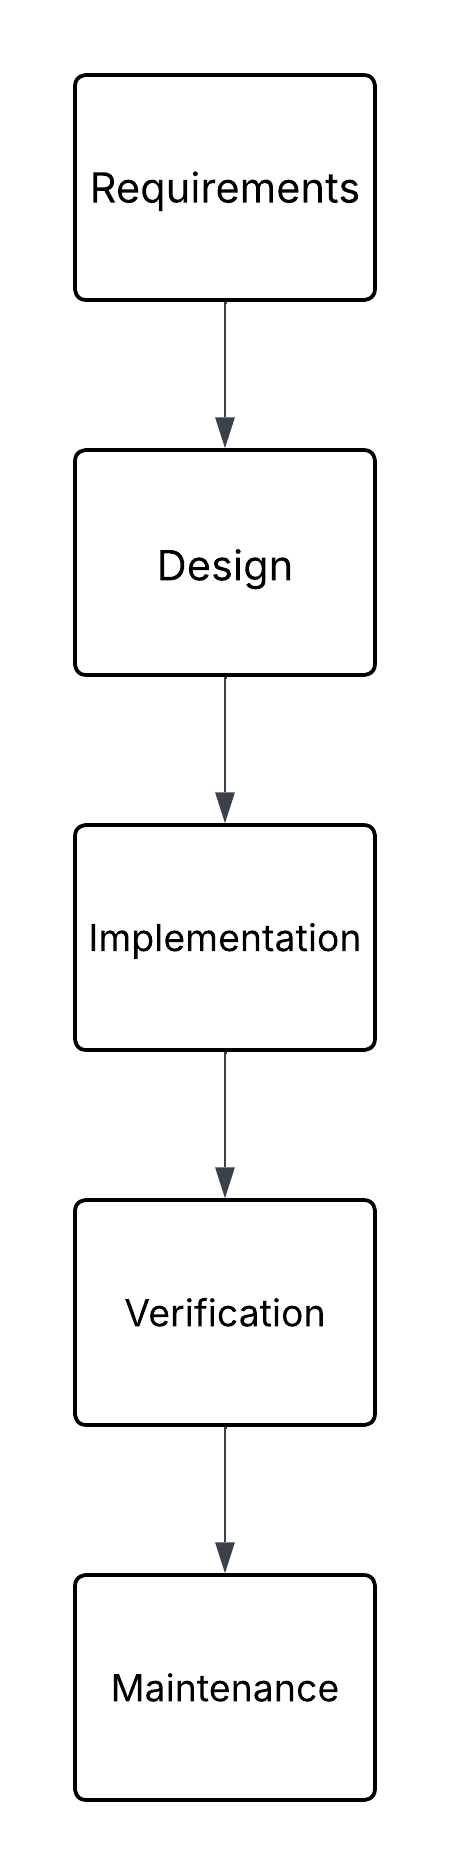 Requirements
Design
Implementation
Verification
Maintenance